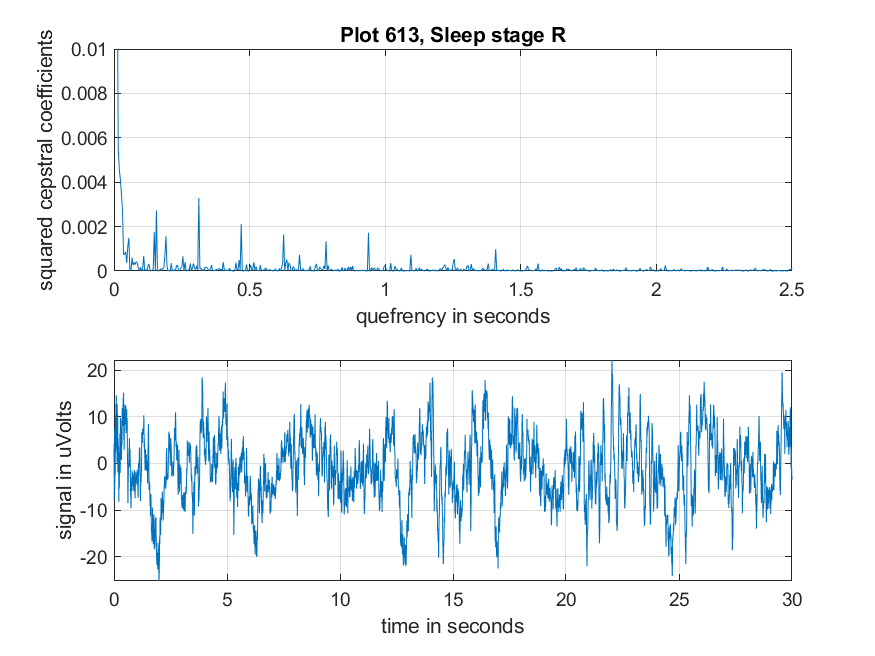 Plot 613, Sleep stage R
squared cepstral coefficients
0.01
0.008
0.006
0.004
0.002
0
0 0.5 1 1.5 2 2.5
quefrency in seconds
signal in uVolts
20
10
0
-10
-20
0 5 10 15 20 25 30
time in seconds